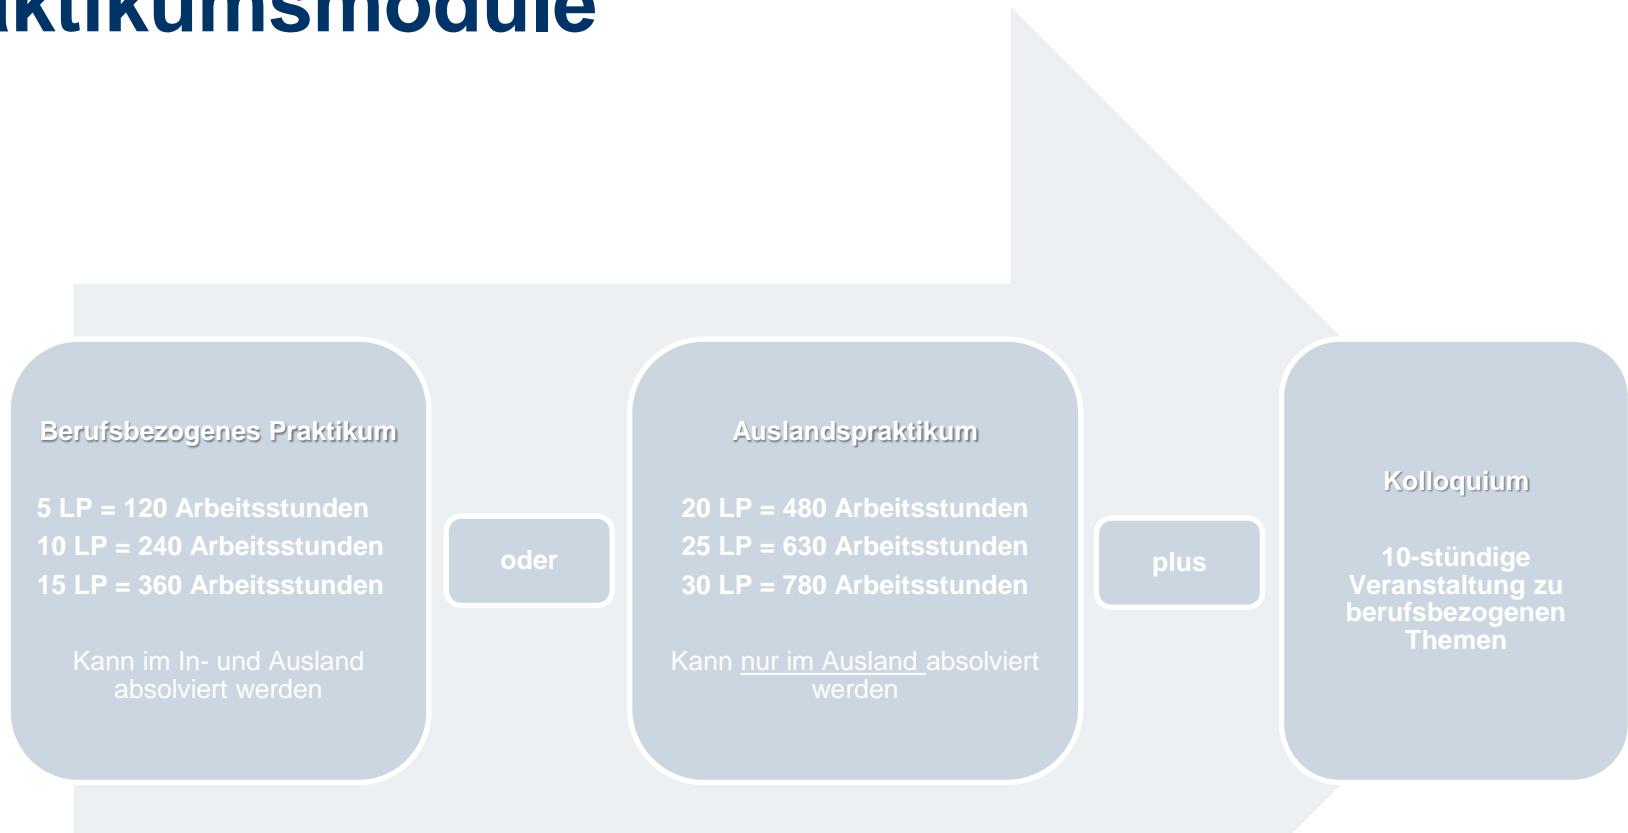 aktikumsmodule
Berufsbezogenes Praktikum
5 LP = 120 Arbeitsstunden
10 LP = 240 Arbeitsstunden
15 LP = 360 Arbeitsstunden
Kann im In- und Ausland
absolviert werden
oder
Auslandspraktikum
20 LP = 480 Arbeitsstunden
25 LP = 630 Arbeitsstunden
30 LP = 780 Arbeitsstunden
Kann nur im Ausland absolviert
werden
plus
Kolloquium
10-stündige
Veranstaltung zu
berufsbezogenen
Themen